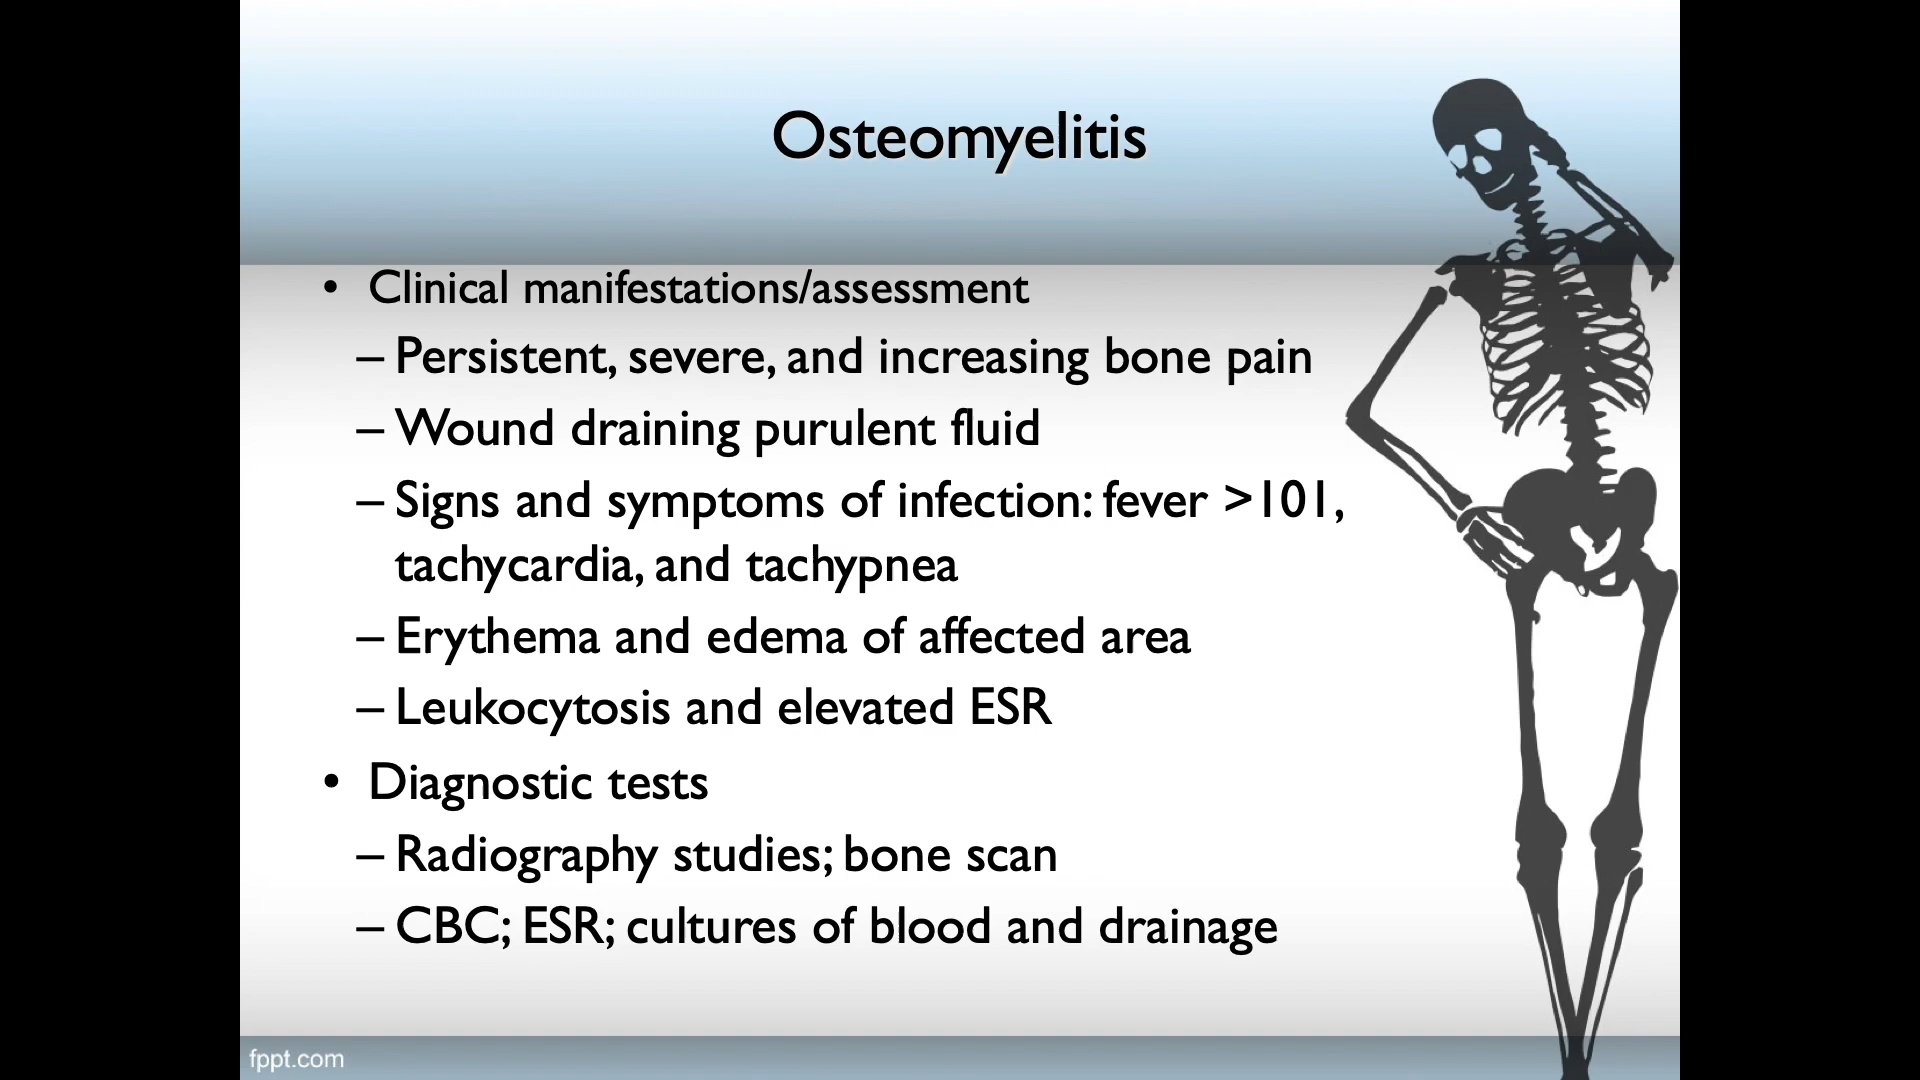 Osteomyelitis
• Clinical manifestations/assessment
– Persistent, severe, and increasing bone pain
– Wound draining purulent fluid
– Signs and symptoms of infection: fever >101,
tachycardia, and tachypnea
– Erythema and edema of affected area
– Leukocytosis and elevated ESR
• Diagnostic tests
– Radiography studies; bone scan
– CBC; ESR; cultures of blood and drainage
fppt.com